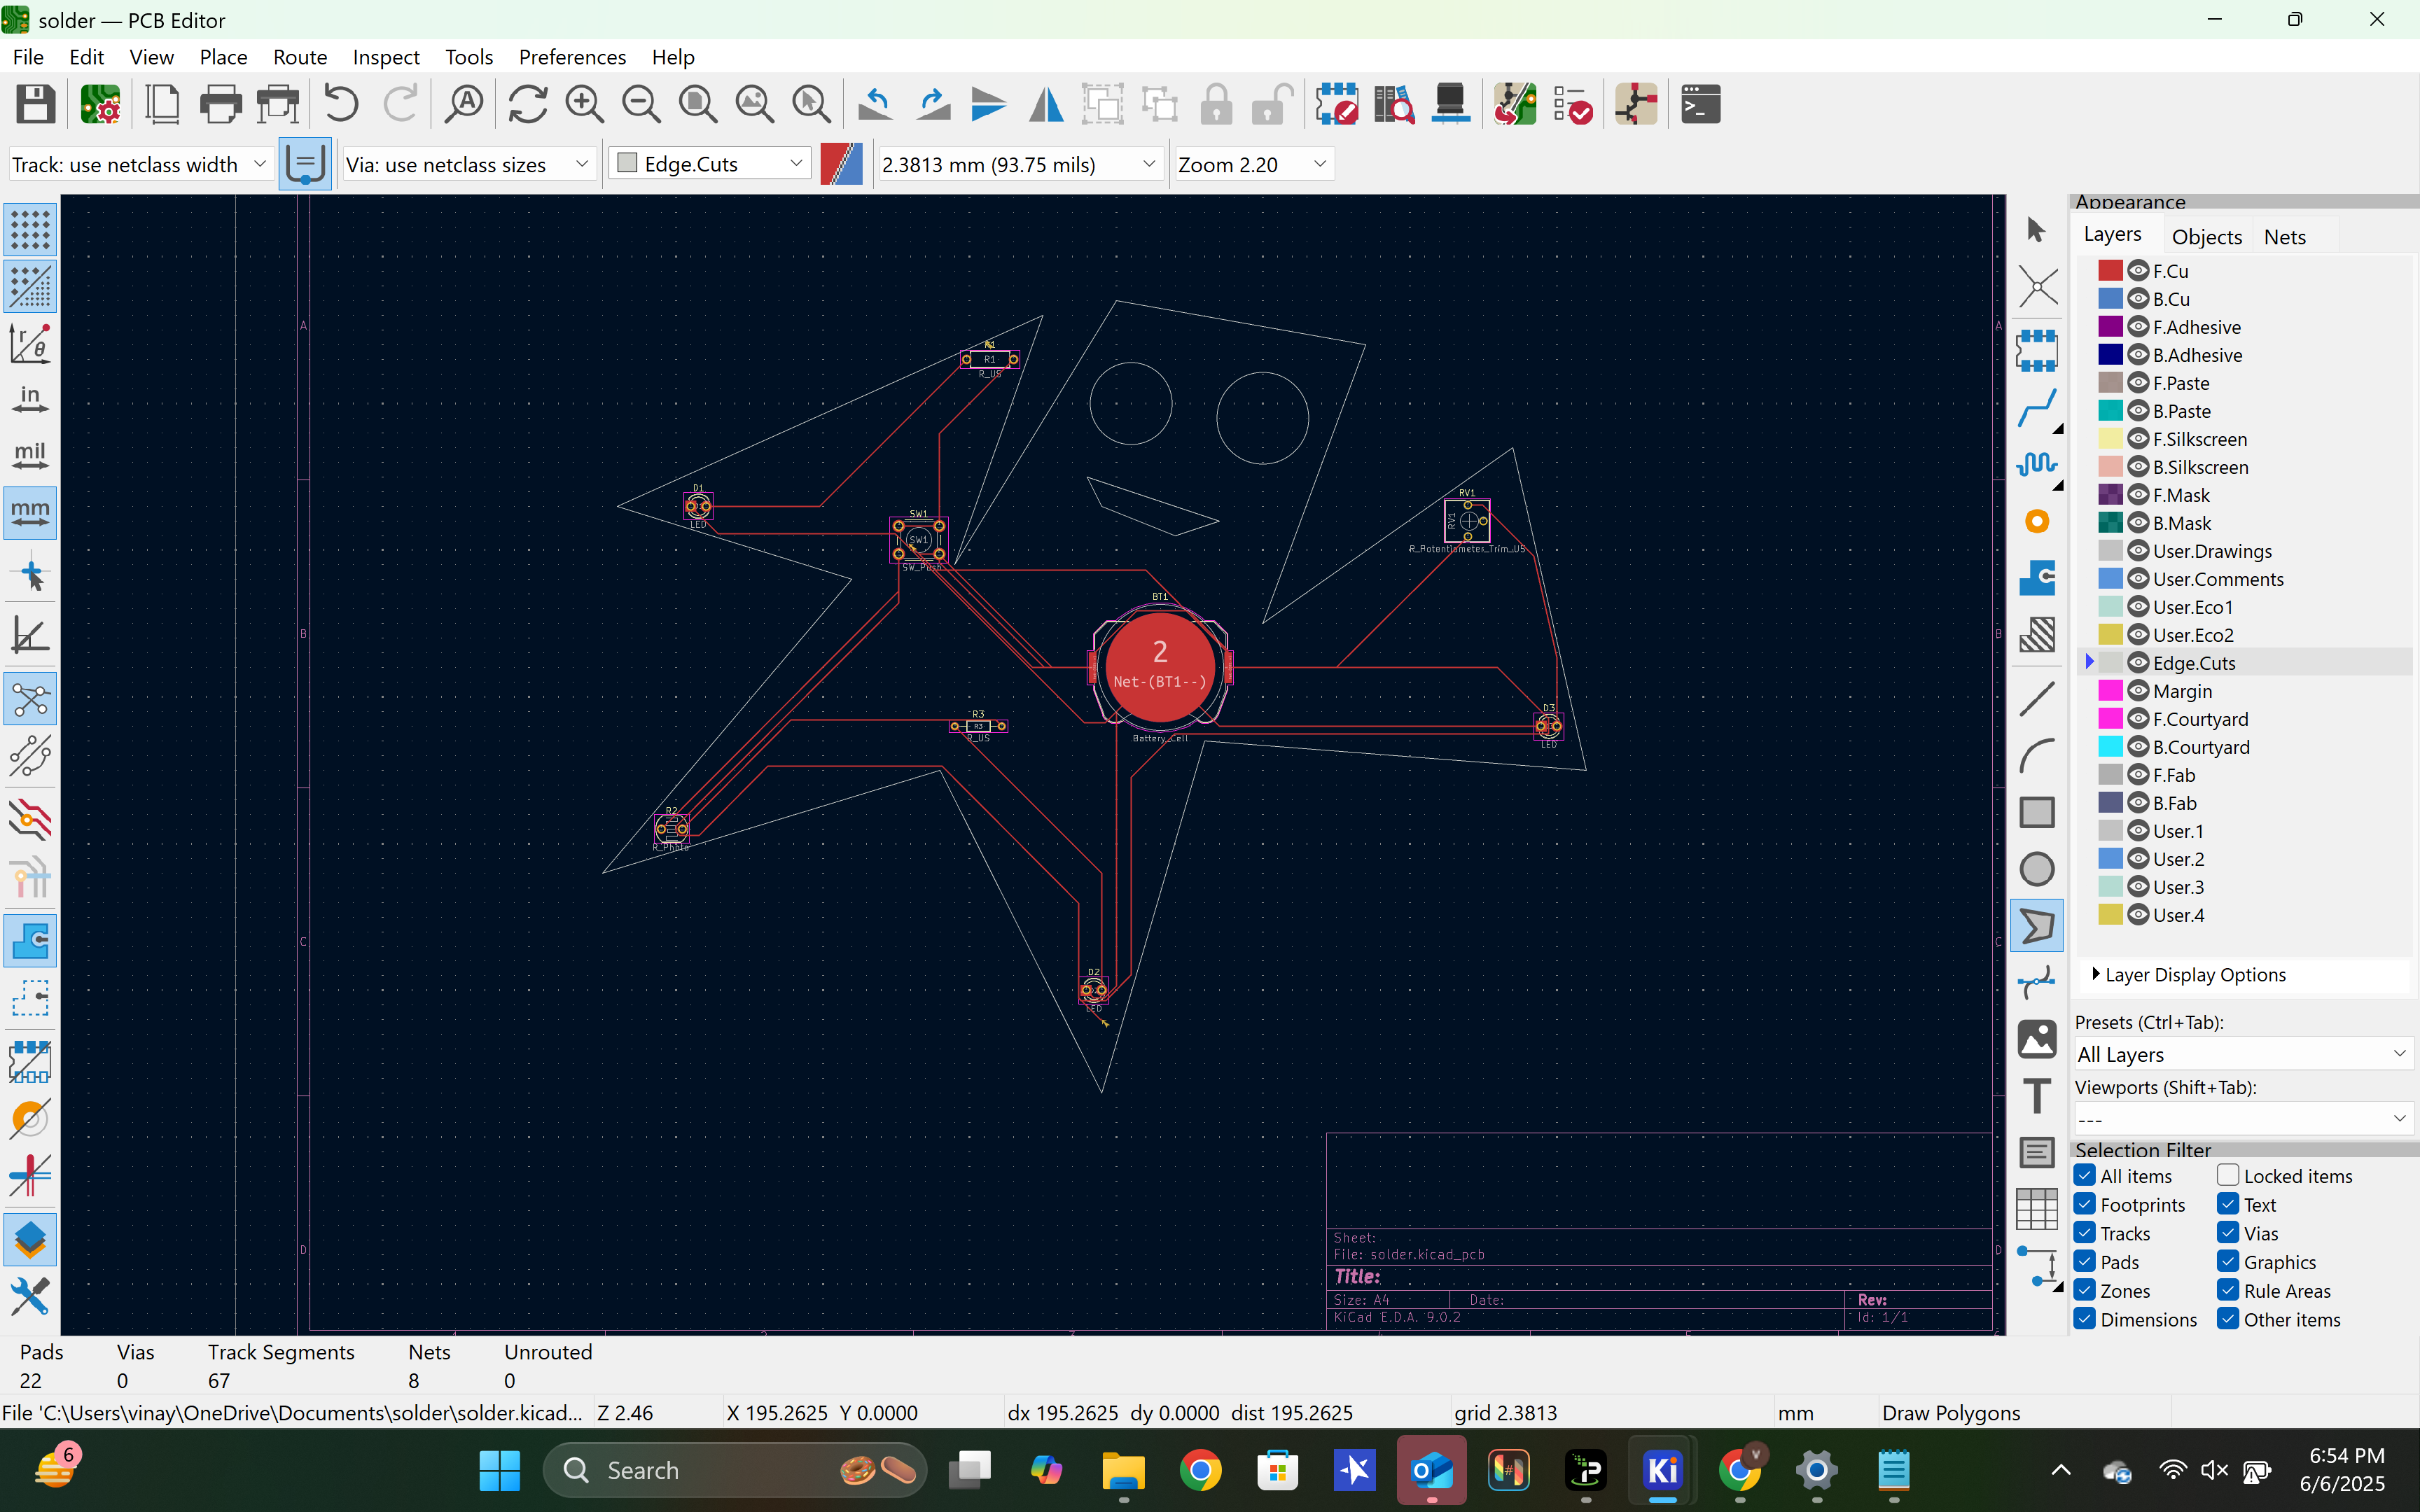 solder — PCB Editor
File Edit View Place Route Inspect Tools Preferences Help
Track: use netclass width Via: use netclass sizes Edge.Cuts 2.3813 mm (93.75 mils) Zoom 2.20
in
mil
mm
A
B
C
D
A
B
C
D
R1
R_US
D1
LED
SW1
SW1
SW_Push
RV1
RV1
R_Potentiometer_Trim_US
BT1
2
Net-(BT1--)
Battery_Cell
R3
R3
R_US
D3
LED
R2
R_Photo
D2
LED
Sheet:
File: solder.kicad_pcb
Title:
Size: A4 Date: Rev:
KiCad E.D.A. 9.0.2 Id: 1/1
Appearance
Layers Objects Nets
F.Cu
B.Cu
F.Adhesive
B.Adhesive
F.Paste
B.Paste
F.Silkscreen
B.Silkscreen
F.Mask
B.Mask
User.Drawings
User.Comments
User.Eco1
User.Eco2
Edge.Cuts
Margin
F.Courtyard
B.Courtyard
F.Fab
B.Fab
User.1
User.2
User.3
User.4
Layer Display Options
Presets (Ctrl+Tab):
All Layers
Viewports (Shift+Tab):
---
Selection Filter
All items Locked items
Footprints Text
Tracks Vias
Pads Graphics
Zones Rule Areas
Dimensions Other items
Pads Vias Track Segments Nets Unrouted
22 0 67 8 0
File 'C:\Users\vinay\OneDrive\Documents\solder\solder.kicad... Z 2.46 X 195.2625 Y 0.0000 dx 195.2625 dy 0.0000 dist 195.2625 grid 2.3813 mm Draw Polygons
6
Search
Ki
V
6:54 PM
6/6/2025